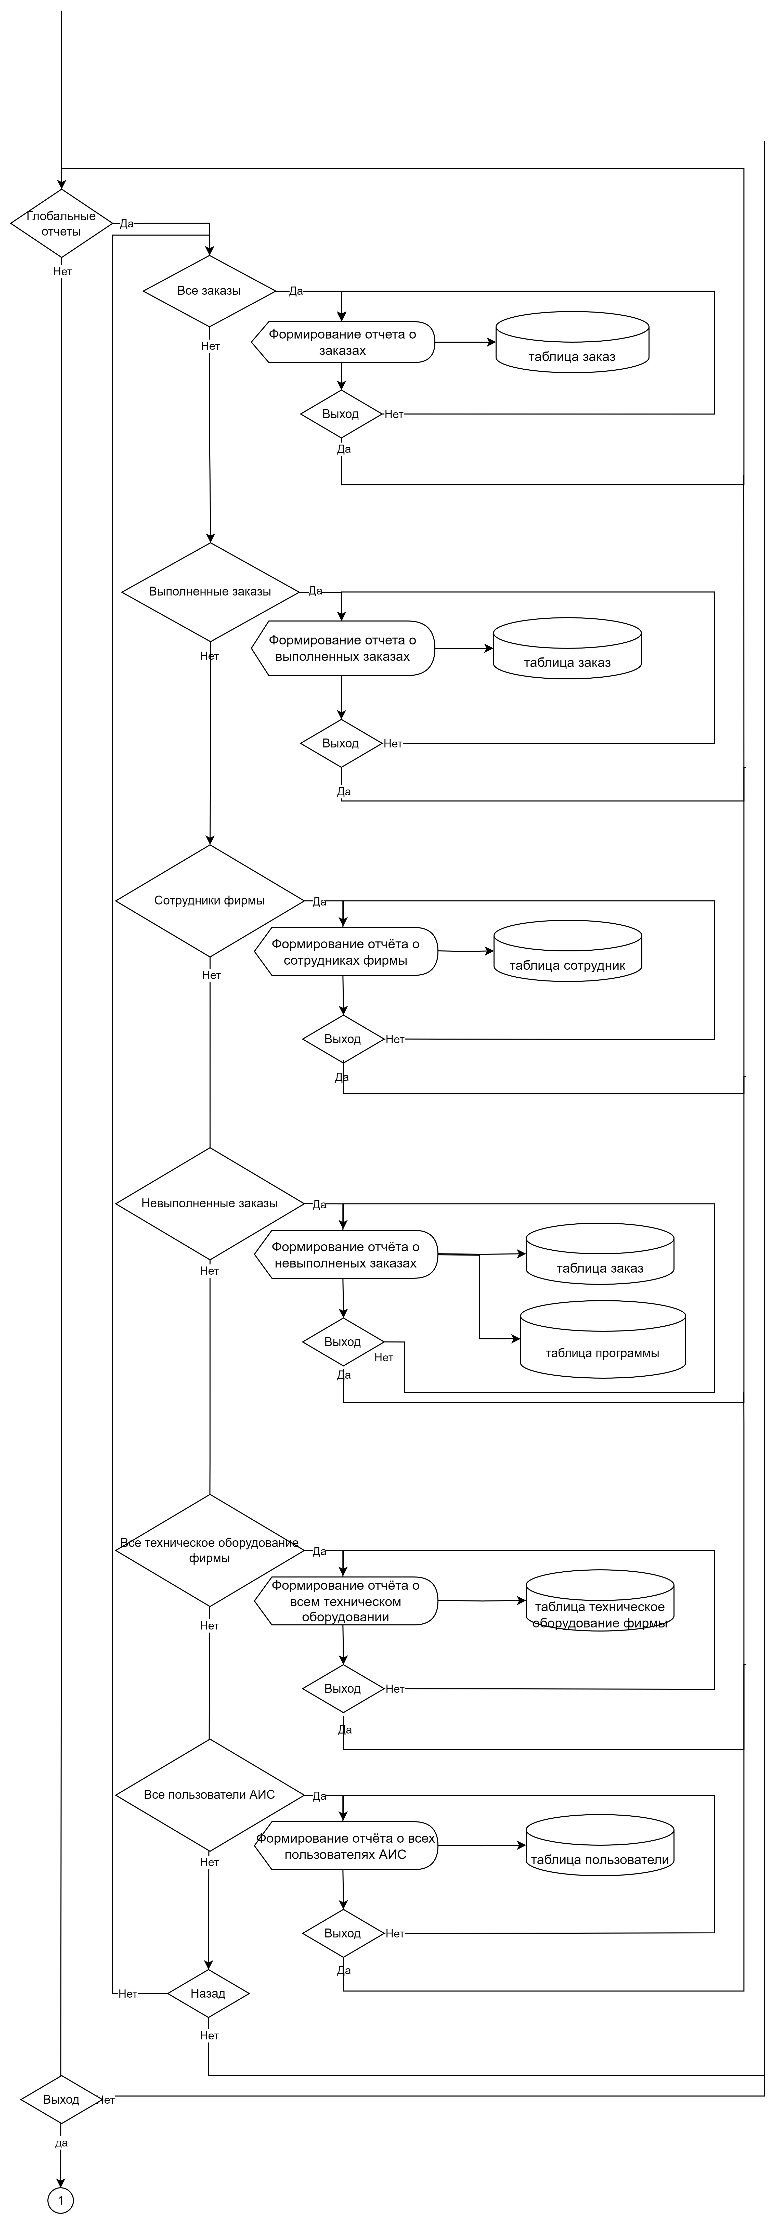 Глобальные
отчеты
Да
Нет
Все заказы
Да
Нет
Формирование отчета о
заказах
таблица заказ
Выход
Нет
Да
Выполненные заказы
Да
Нет
Формирование отчета о
выполненных заказах
таблица заказ
Выход
Нет
Да
Сотрудники фирмы
Да
Нет
Формирование отчёта о
сотрудниках фирмы
таблица сотрудник
Выход
Нет
Да
Невыполненные заказы
Да
Нет
Формирование отчёта о
невыполненых заказах
таблица заказ
таблица программы
Выход
Нет
Да
Все техническое оборудование
фирмы
Да
Нет
Формирование отчёта о
всем техническом
оборудовании
таблица техническое
оборудование фирмы
Выход
Нет
Да
Все пользователи АИС
Да
Нет
Формирование отчёта о всех
пользователях АИС
таблица пользователи
Выход
Нет
Да
Назад
Нет
Нет
Выход
Нет
да
1